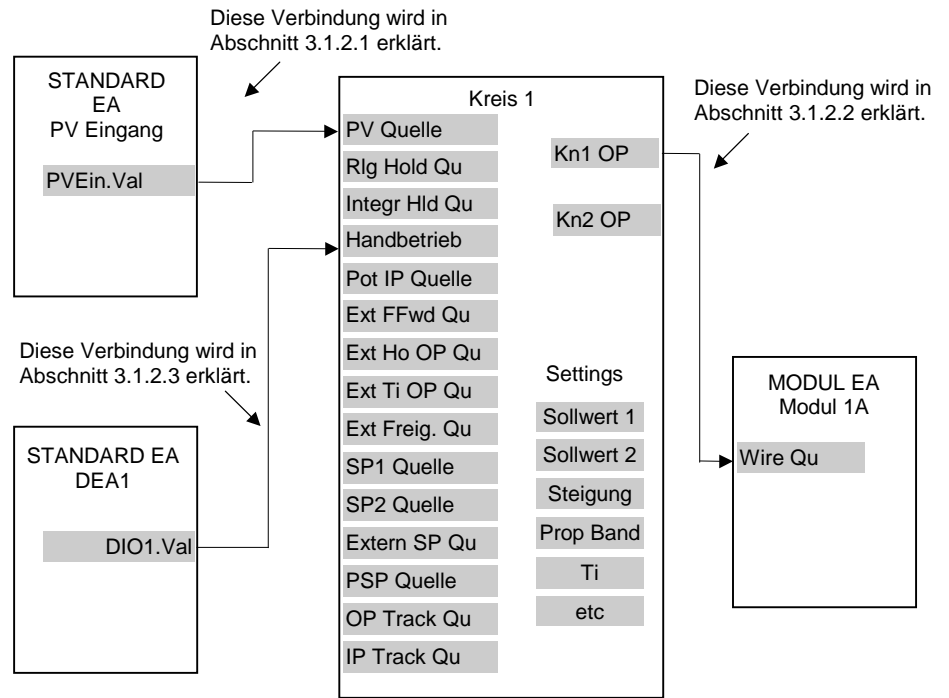 Diese Verbindung wird in
Abschnitt 3.1.2.1 erklärt.
STANDARD
EA
PV Eingang
PVEin.Val
Diese Verbindung wird in
Abschnitt 3.1.2.3 erklärt.
STANDARD EA
DEA1
DIO1.Val
Kreis 1
PV Quelle
Rlg Hold Qu
Integr Hld Qu
Handbetrieb
Pot IP Quelle
Ext FFwd Qu
Ext Ho OP Qu
Ext Ti OP Qu
Ext Freig. Qu
SP1 Quelle
SP2 Quelle
Extern SP Qu
PSP Quelle
OP Track Qu
IP Track Qu
Kn1 OP
Kn2 OP
Settings
Sollwert 1
Sollwert 2
Steigung
Prop Band
Ti
etc
Diese Verbindung wird in
Abschnitt 3.1.2.2 erklärt.
MODUL EA
Modul 1A
Wire Qu